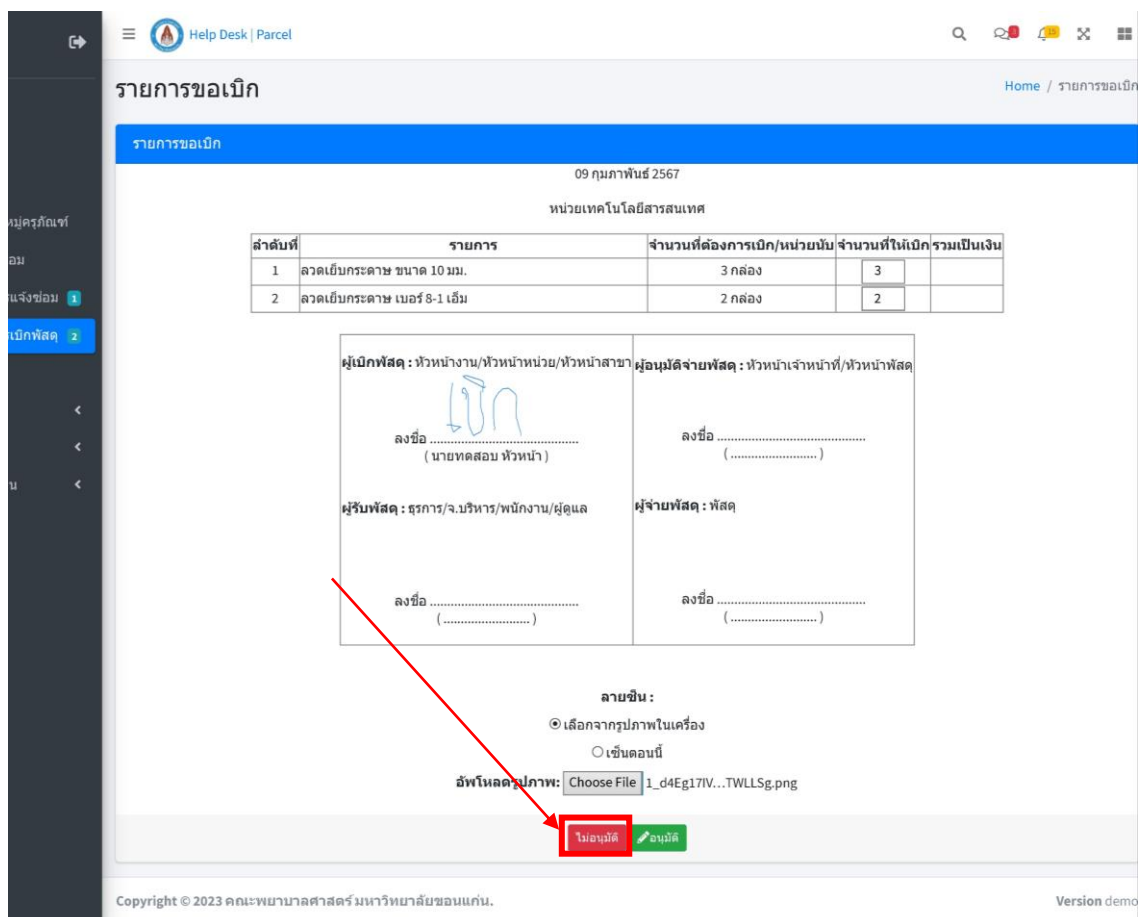 Help Desk | Parcel
3
15
รายการขอเบิก
Home / รายการขอเบิก
รายการขอเบิก
09 กุมภาพันธ์ 2567
หน่วยเทคโนโลยีสารสนเทศ
ลำดับที่ รายการ จำนวนที่ต้องการเบิก/หน่วยนับ จำนวนที่ให้เบิก รวมเป็นเงิน
1 ลวดเย็บกระดาษ ขนาด 10 มม. 3 กล่อง 3
2 ลวดเย็บกระดาษ เบอร์ 8-1 เอ็ม 2 กล่อง 2
หมู่ครุภัณฑ์
อม
แจ้งซ่อม 1
เบิกพัสดุ 2
น
ผู้เบิกพัสดุ : หัวหน้างาน/หัวหน้าหน่วย/หัวหน้าสาขา
เบิก
ลงชื่อ ...........................................
( นายทดสอบ หัวหน้า )
ผู้อนุมัติจ่ายพัสดุ : หัวหน้าเจ้าหน้าที่/หัวหน้าพัสดุ
ลงชื่อ ...........................................
( ......................... )
ผู้รับพัสดุ : ธุรการ/จ.บริหาร/พนักงาน/ผู้ดูแล
ลงชื่อ ...........................................
( ......................... )
ผู้จ่ายพัสดุ : พัสดุ
ลงชื่อ ...........................................
( ......................... )
ลายซ็น :
เลือกจากรูปภาพในเครื่อง
เซ็นตอนนี้
อัพโหลดรูปภาพ: Choose File 1_d4Eg17IV...TWLLSg.png
ไม่อนุมัติ อนุมัติ
Copyright © 2023 คณะพยาบาลศาสตร์ มหาวิทยาลัยขอนแก่น.
Version demo